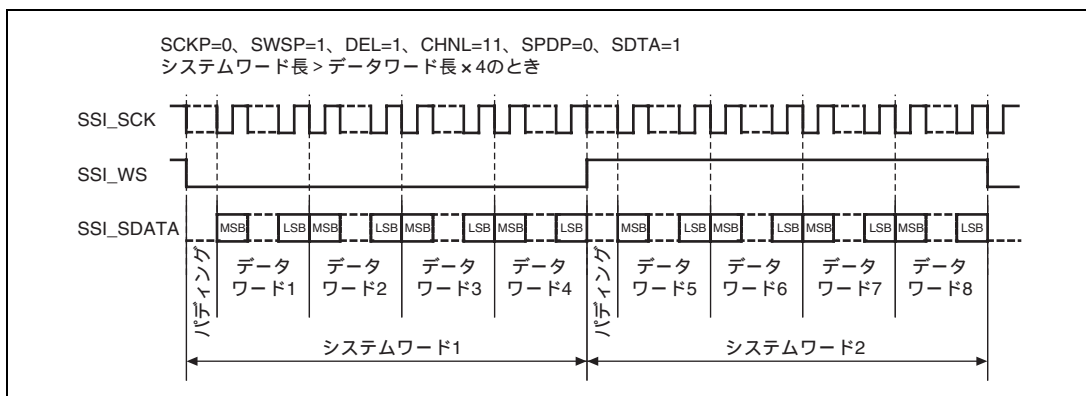 SCKP=0、SWSP=1、DEL=1、CHNL=11、SPDP=0、SDTA=1
システムワード長 > データワード長 × 4のとき
SSI_SCK
SSI_WS
SSI_SDATA
MSB LSB MSB LSB MSB LSB MSB LSB MSB LSB MSB LSB MSB LSB MSB LSB
パディング
データ
ワード1
データ
ワード2
データ
ワード3
データ
ワード4
パディング
データ
ワード5
データ
ワード6
データ
ワード7
データ
ワード8
システムワード1
システムワード2